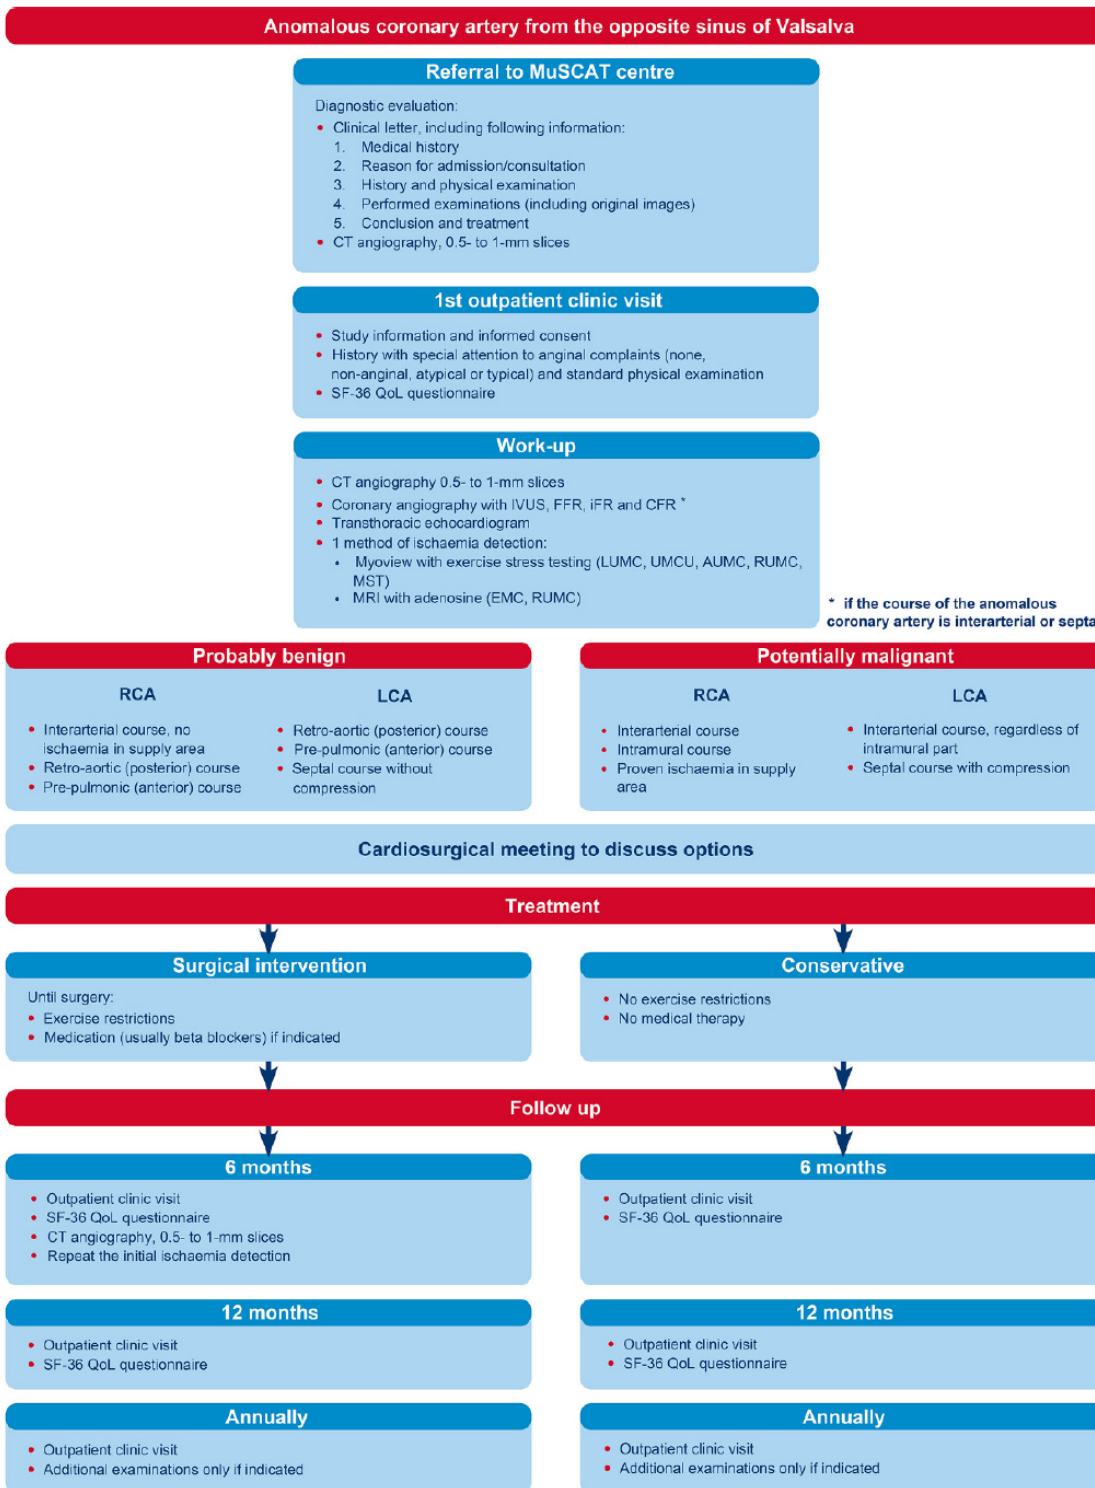 Anomalous coronary artery from the opposite sinus of Valsalva
Referral to MuSCAT centre
Diagnostic evaluation:
• Clinical letter, including following information:
1. Medical history
2. Reason for admission/consultation
3. History and physical examination
4. Performed examinations (including original images)
5. Conclusion and treatment
• CT angiography, 0.5- to 1-mm slices
1st outpatient clinic visit
• Study information and informed consent
• History with special attention to anginal complaints (none,
non-anginal, atypical or typical) and standard physical examination
• SF-36 QoL questionnaire
Work-up
• CT angiography 0.5- to 1-mm slices
• Coronary angiography with IVUS, FFR, iFR and CFR *
• Transthoracic echocardiogram
• 1 method of ischaemia detection:
• Myoview with exercise stress testing (LUMC, UMCU, AUMC, RUMC,
MST)
• MRI with adenosine (EMC, RUMC)
* if the course of the anomalous
coronary artery is interarterial or septa
Probably benign
RCA
• Interarterial course, no
ischaemia in supply area
• Retro-aortic (posterior) course
• Pre-pulmonic (anterior) course
LCA
• Retro-aortic (posterior) course
• Pre-pulmonic (anterior) course
• Septal course without
compression
Potentially malignant
RCA
• Interarterial course
• Intramural course
• Proven ischaemia in supply
area
LCA
• Interarterial course, regardless of
intramural part
• Septal course with compression
Cardiosurgical meeting to discuss options
Treatment
Surgical intervention
Until surgery:
• Exercise restrictions
• Medication (usually beta blockers) if indicated
Conservative
• No exercise restrictions
• No medical therapy
Follow up
6 months
• Outpatient clinic visit
• SF-36 QoL questionnaire
• CT angiography, 0.5- to 1-mm slices
• Repeat the initial ischaemia detection
6 months
• Outpatient clinic visit
• SF-36 QoL questionnaire
12 months
• Outpatient clinic visit
• SF-36 QoL questionnaire
12 months
• Outpatient clinic visit
• SF-36 QoL questionnaire
Annually
• Outpatient clinic visit
• Additional examinations only if indicated
Annually
• Outpatient clinic visit
• Additional examinations only if indicated